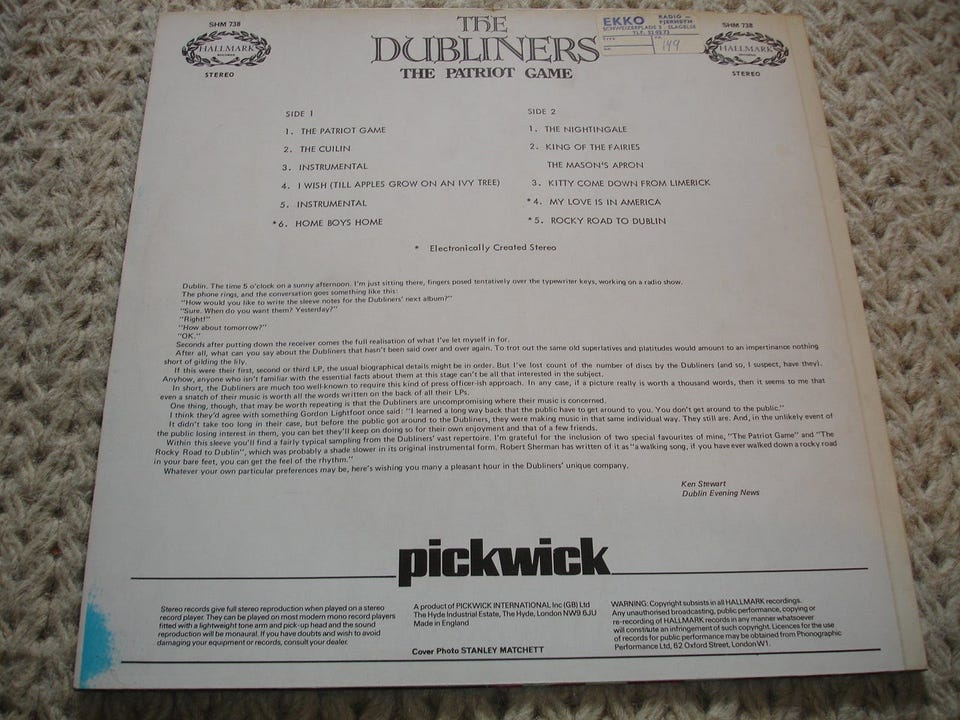 SHM 738
HALLMARK
RECORDS
STEREO
THE
DUBLINERS
THE PATRIOT GAME
EKKO RADIO -
FJERNSYN
SCHWEIZERPLADS 2 - SLAGELSE
149
SHM 738
HALLMARK
RECORDS
STEREO
SIDE 1
1. THE PATRIOT GAME
2. THE CUILIN
3. INSTRUMENTAL
4. I WISH (TILL APPLES GROW ON AN IVY TREE)
5. INSTRUMENTAL
*6. HOME BOYS HOME
SIDE 2
1. THE NIGHTINGALE
2. KING OF THE FAIRIES
THE MASON'S APRON
3. KITTY COME DOWN FROM LIMERICK
*4. MY LOVE IS IN AMERICA
*5. ROCKY ROAD TO DUBLIN
* Electronically Created Stereo
Dublin. The time 5 o'clock on a sunny afternoon. I'm just sitting there, fingers posed tentatively over the typewriter keys, working on a radio show.
The phone rings, and the conversation goes something like this:
"How would you like to write the sleeve notes for the Dubliners' next album?"
"Sure. When do you want them? Yesterday?"
"Right!"
"How about tomorrow?"
"OK."
Seconds after putting down the receiver comes the full realisation of what I've let myself in for.
After all, what can you say about the Dubliners that hasn't been said over and over again. To trot out the same old superlatives and platitudes would amount to an impertinance nothing
short of gilding the lily.
If this were their first, second or third LP, the usual biographical details might be in order. But I've lost count of the number of discs by the Dubliners (and so, I suspect, have they).
Anyhow, anyone who isn't familiar with the essential facts about them at this stage can't be all that interested in the subject.
In short, the Dubliners are much too well-known to require this kind of press officer-ish approach. In any case, if a picture really is worth a thousand words, then it seems to me that
even a snatch of their music is worth all the words written on the back of all their LPs.
One thing, though, that may be worth repeating is that the Dubliners are uncompromising where their music is concerned.
I think they'd agree with something Gordon Lightfoot once said: "I learned a long way back that the public have to get around to you. You don't get around to the public."
It didn't take too long in their case, but before the public got around to the Dubliners, they were making music in that same individual way. They still are. And, in the unlikely event of
the public losing interest in them, you can bet they'll keep on doing so for their own enjoyment and that of a few friends.
Within this sleeve you'll find a fairly typical sampling from the Dubliners' vast repertoire. I'm grateful for the inclusion of two special favourites of mine, "The Patriot Game" and "The
Rocky Road to Dublin", which was probably a shade slower in its original instrumental form. Robert Sherman has written of it as "a walking song, if you have ever walked down a rocky road
in your bare feet, you can get the feel of the rhythm."
Whatever your own particular preferences may be, here's wishing you many a pleasant hour in the Dubliners' unique company.
Ken Stewart
Dublin Evening News
pickwick
Stereo records give full stereo reproduction when played on a stereo
record player. They can be played on most modern mono record players
fitted with a lightweight tone arm and pick-up head and the sound
reproduction will be monaural. If you have doubts and wish to avoid
damaging your equipment or records, consult your dealer.
A product of PICKWICK INTERNATIONAL Inc (GB) Ltd
The Hyde Industrial Estate, The Hyde, London NW9 6JU
Made in England
Cover Photo STANLEY MATCHETT
WARNING: Copyright subsists in all HALLMARK recordings.
Any unauthorised broadcasting, public performance, copying or
re-recording of HALLMARK records in any manner whatsoever
will constitute an infringement of such copyright. Licences for the use
of records for public performance may be obtained from Phonographic
Performance Ltd, 62 Oxford Street, London W1.